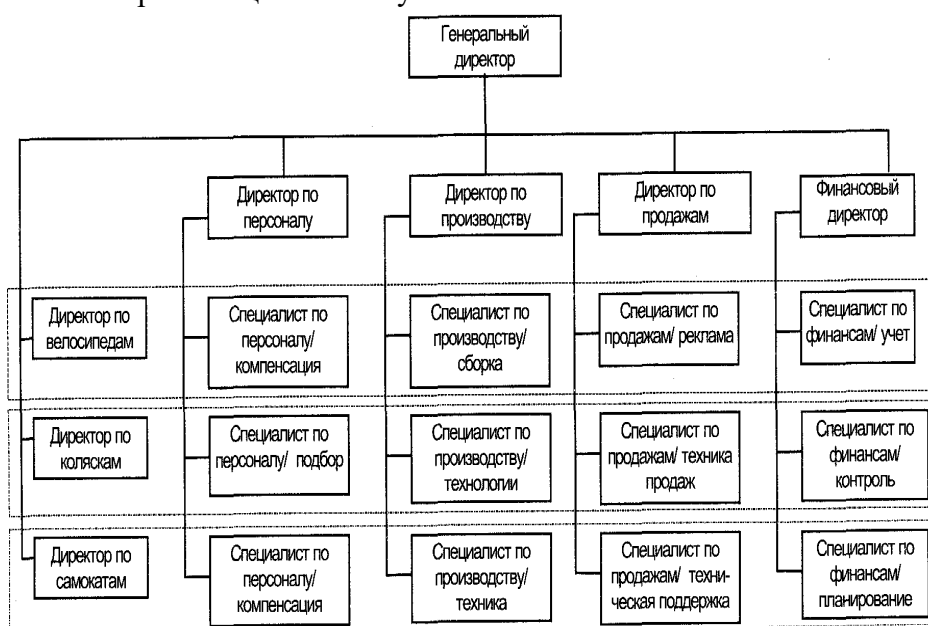 Генеральный
директор
Директор по
персоналу
Директор по
производству
Директор по
продажам
Финансовый
директор
Директор по
велосипедам
Специалист по
персоналу/
компенсация
Специалист по
производству/
сборка
Специалист по
продажам/ реклама
Специалист по
финансам/ учет
Директор по
коляскам
Специалист по
персоналу/ подбор
Специалист по
производству/
технологии
Специалист по
продажам/ техника
продаж
Специалист по
финансам/
контроль
Директор по
самокатам
Специалист по
персоналу/
компенсация
Специалист по
производству/
техника
Специалист по
продажам/ техни-
ческая поддержка
Специалист по
финансам/
планирование